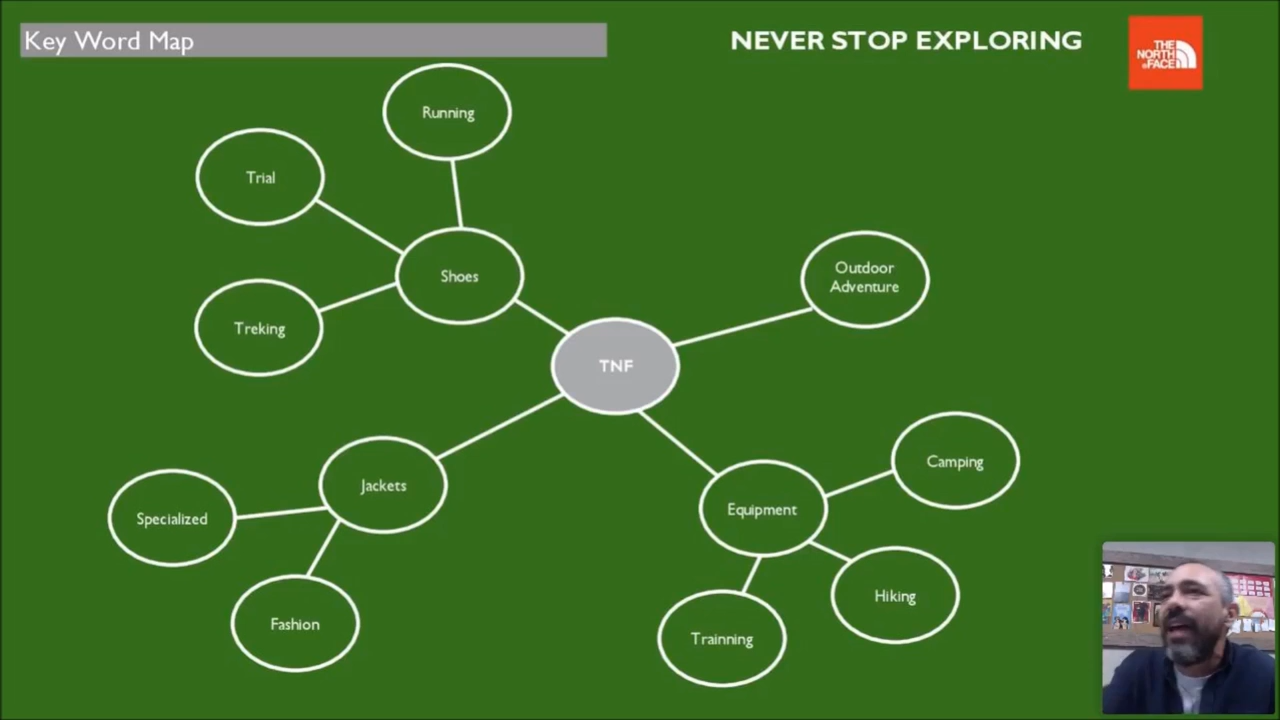 Key Word Map
NEVER STOP EXPLORING
THE
NORTH
FACE
Running
Trial
Shoes
Treking
Outdoor
Adventure
TNF
Jackets
Specialized
Fashion
Equipment
Camping
Hiking
Trainning